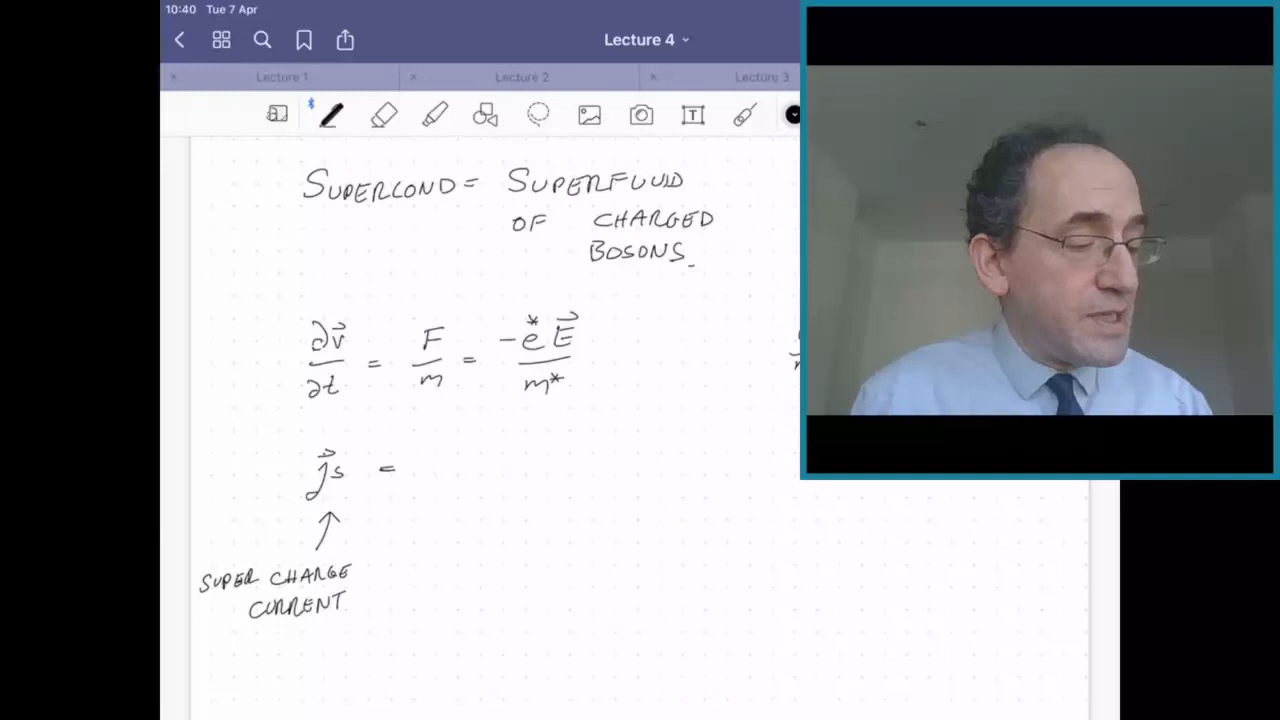 10:40 Tue 7 Apr
Lecture 4
Lecture 1
Lecture 2
Lecture 3
SUPERCOND = SUPERFLUID
OF CHARGED
BOSONS
∂v⃗/∂t = F/m = -e*E⃗/m*
j⃗s =
SUPER CHARGE
CURRENT